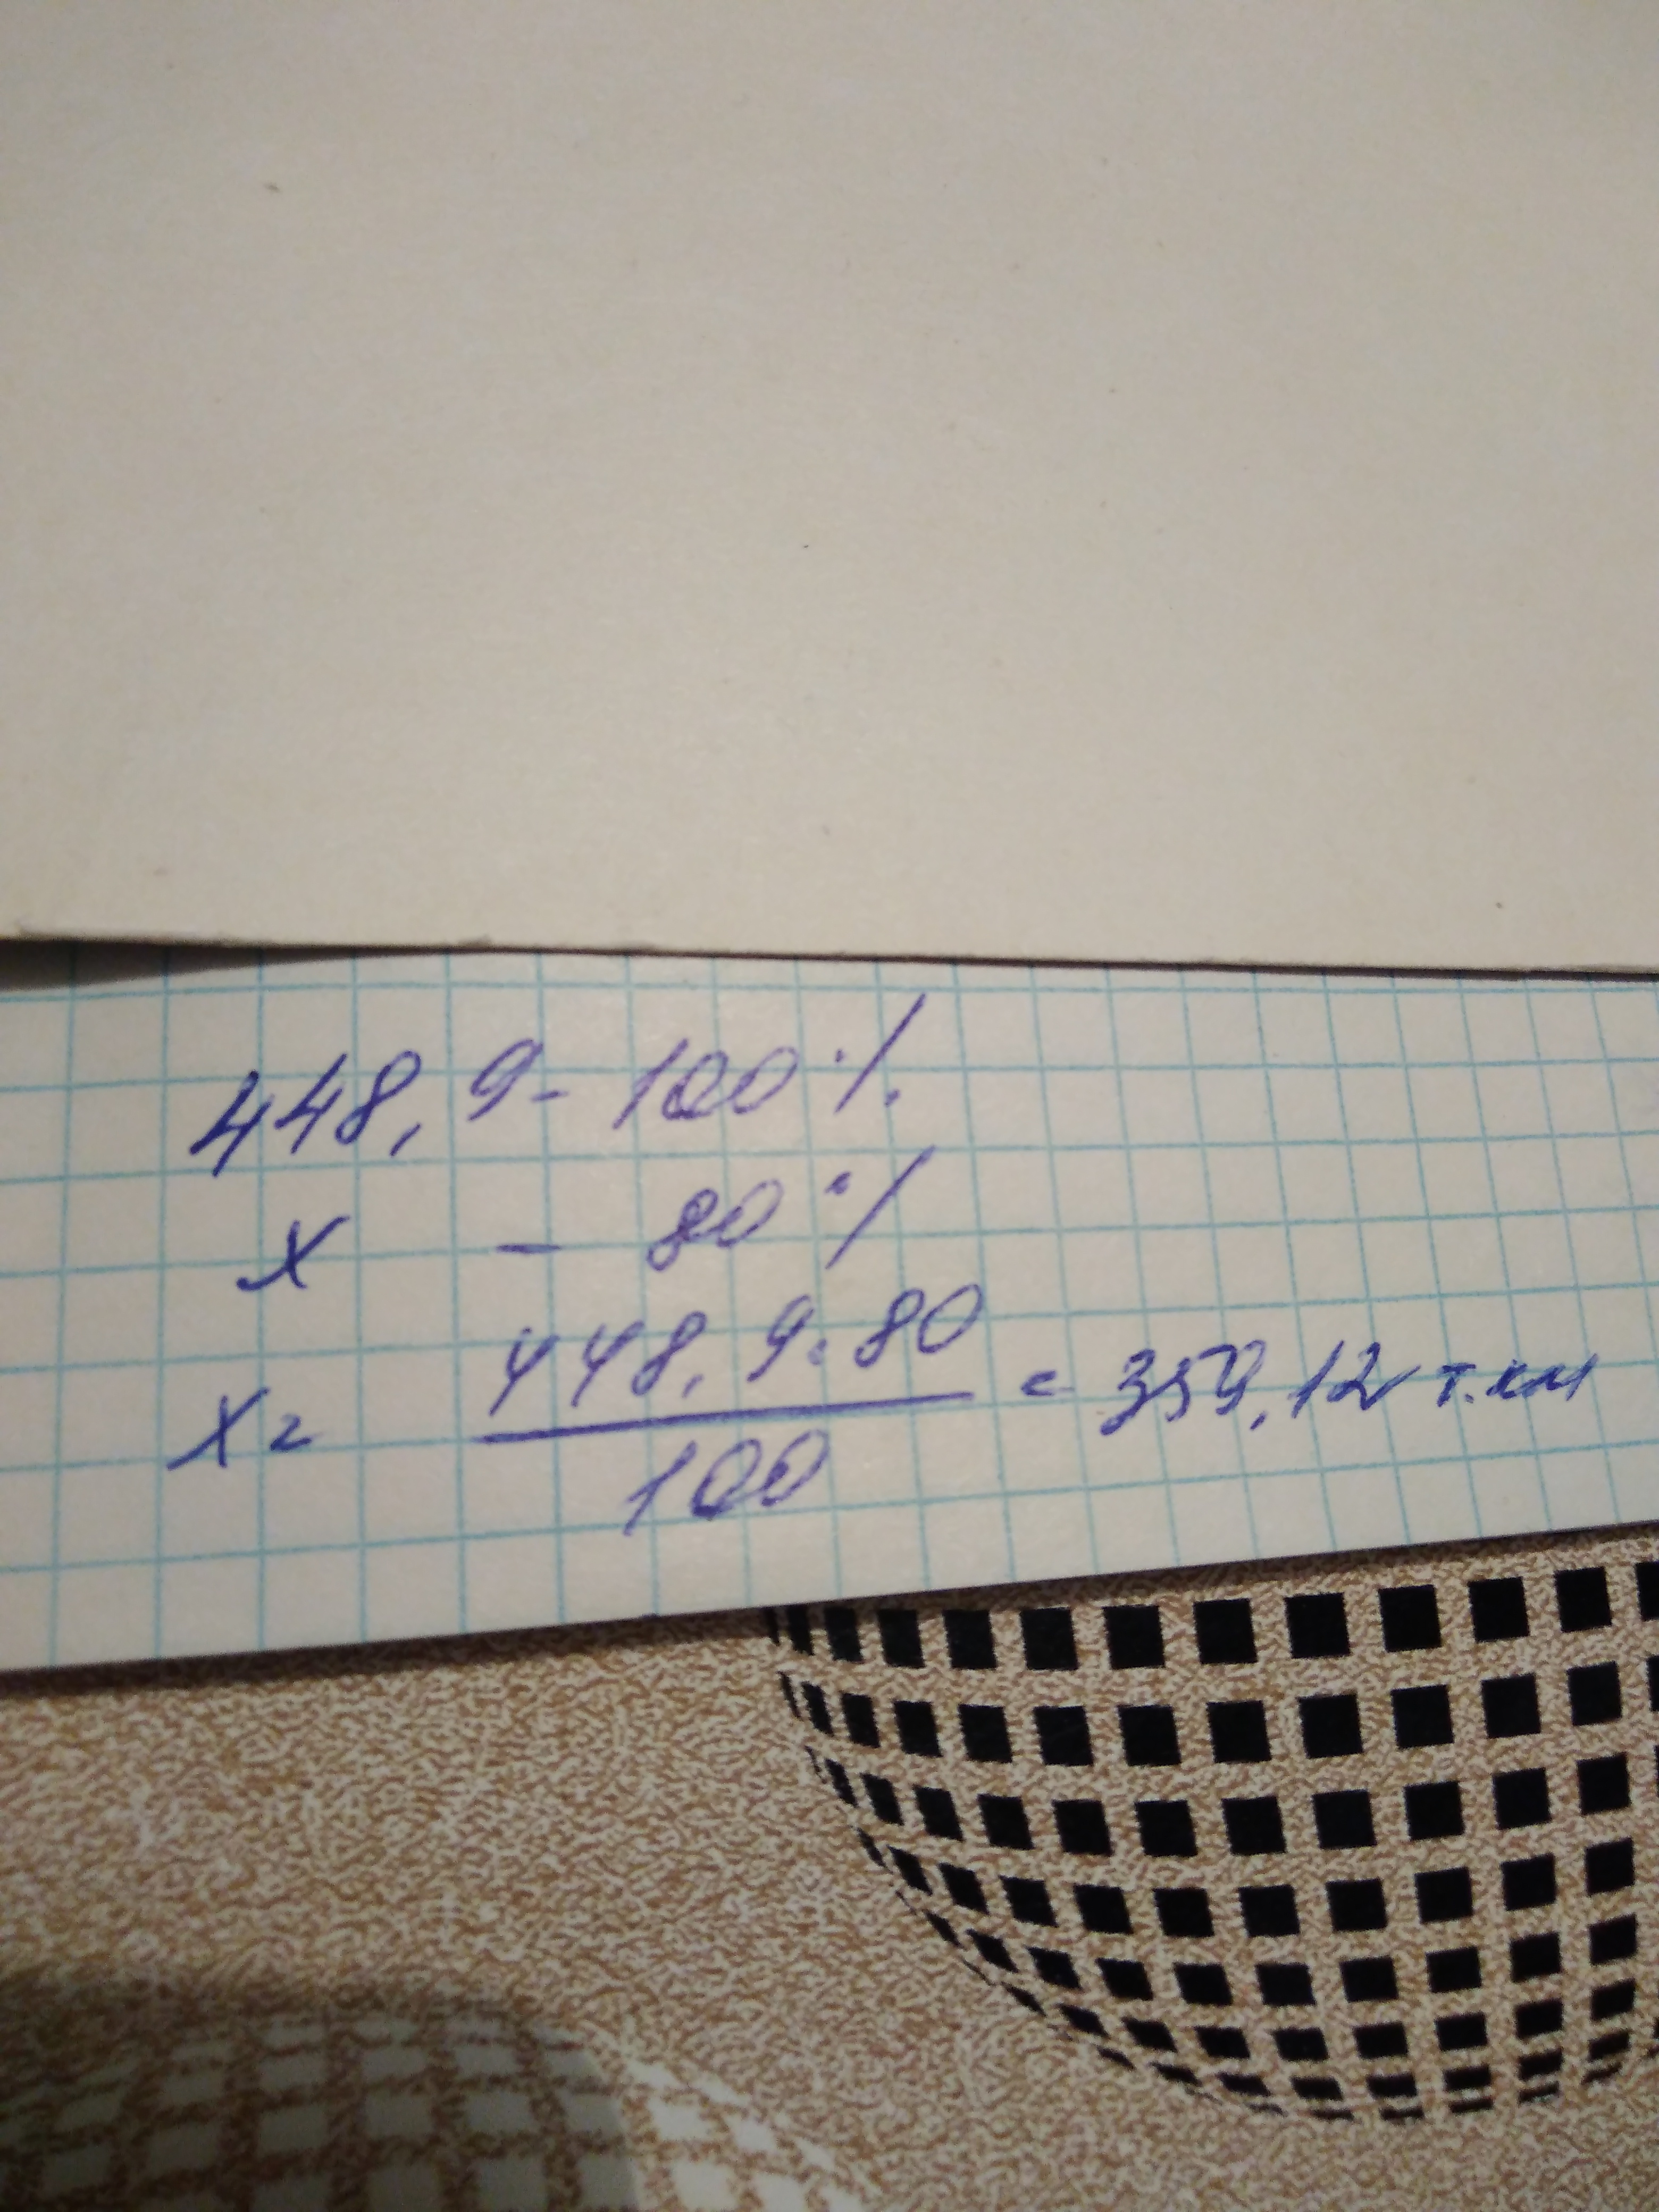 448,9 - 100%
x - 80%
x = 448,9·80 / 100 = 359,12 т.км